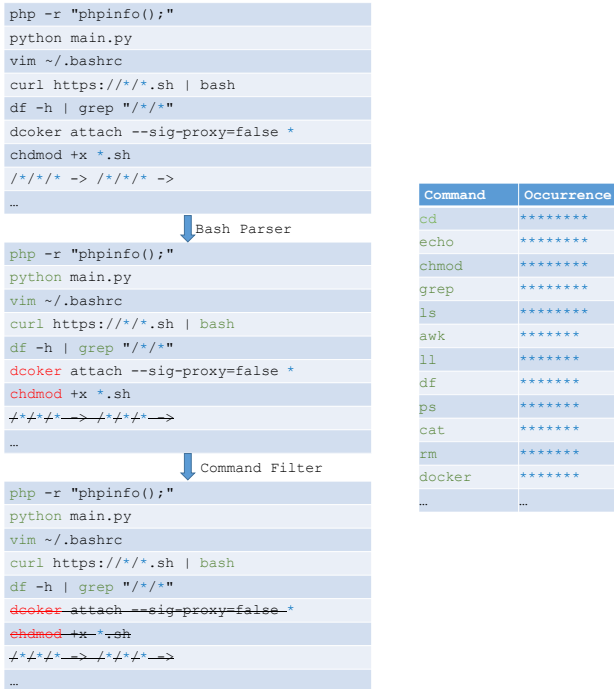 php -r "phpinfo();"
python main.py
vim ~/.bashrc
curl https://*/*.sh | bash
df -h | grep "/*/*"
dcoker attach --sig-proxy=false *
chdmod +x *.sh
/*/*/* -> /*/*/* ->
…
Bash Parser
php -r "phpinfo();"
python main.py
vim ~/.bashrc
curl https://*/*.sh | bash
df -h | grep "/*/*"
dcoker attach --sig-proxy=false *
chdmod +x *.sh
/*/*/* -> /*/*/* ->
…
Command Filter
php -r "phpinfo();"
python main.py
vim ~/.bashrc
curl https://*/*.sh | bash
df -h | grep "/*/*"
dcoker attach --sig-proxy=false *
chdmod +x *.sh
/*/*/* -> /*/*/* ->
…
Command Occurrence
cd ********
echo ********
chmod ********
grep ********
ls ********
awk *******
ll *******
df *******
ps *******
cat *******
rm *******
docker *******
… …